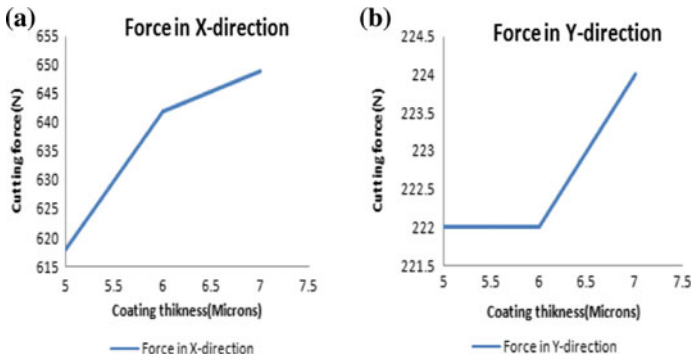 (a)
Force in X-direction
655
650
645
640
635
630
625
620
615
Cutting force(N)
5 5.5 6 6.5 7 7.5
Coating thikness(Microns)
Force in X-direction
(b)
Force in Y-direction
224.5
224
223.5
223
222.5
222
221.5
Cutting force(N)
5 5.5 6 6.5 7 7.5
Coating thikness(Microns)
Force in Y-direction